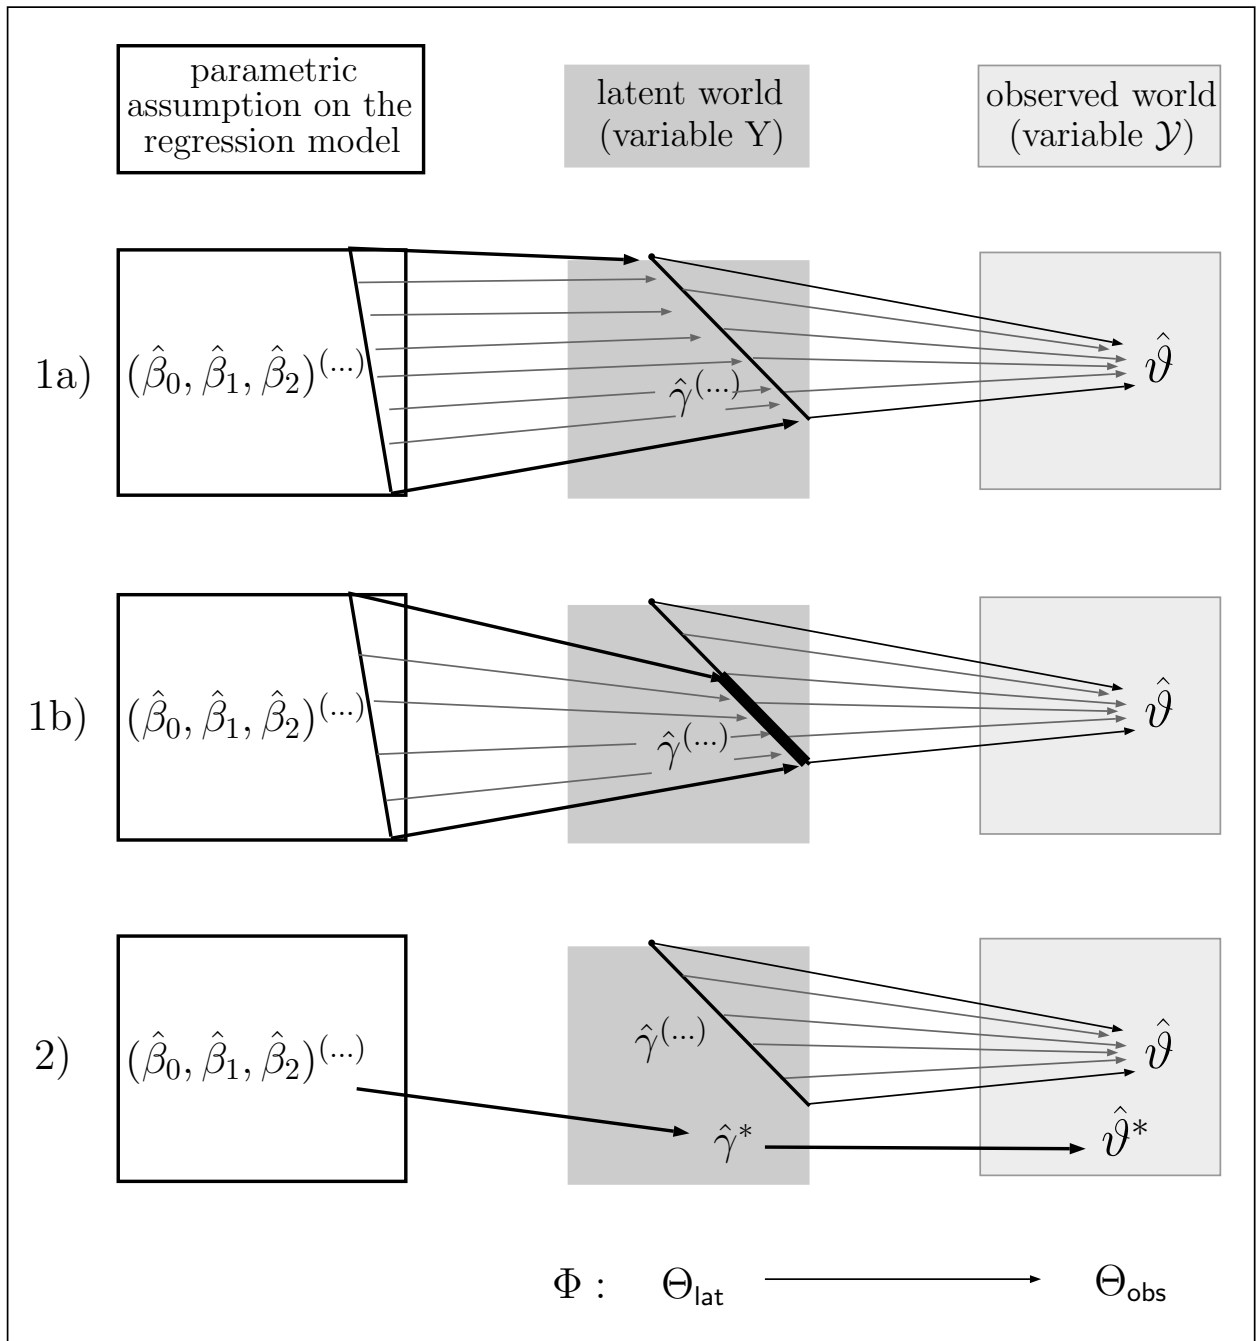 parametric
assumption on the
regression model
latent world
(variable Y)
observed world
(variable 𝒴)
1a)
(β̂₀, β̂₁, β̂₂)⁽…⁾
γ̂⁽…⁾
ϑ̂
1b)
(β̂₀, β̂₁, β̂₂)⁽…⁾
γ̂⁽…⁾
ϑ̂
2)
(β̂₀, β̂₁, β̂₂)⁽…⁾
γ̂⁽…⁾
ϑ̂
γ̂*
ϑ̂*
Φ : Θ_lat ⟶ Θ_obs